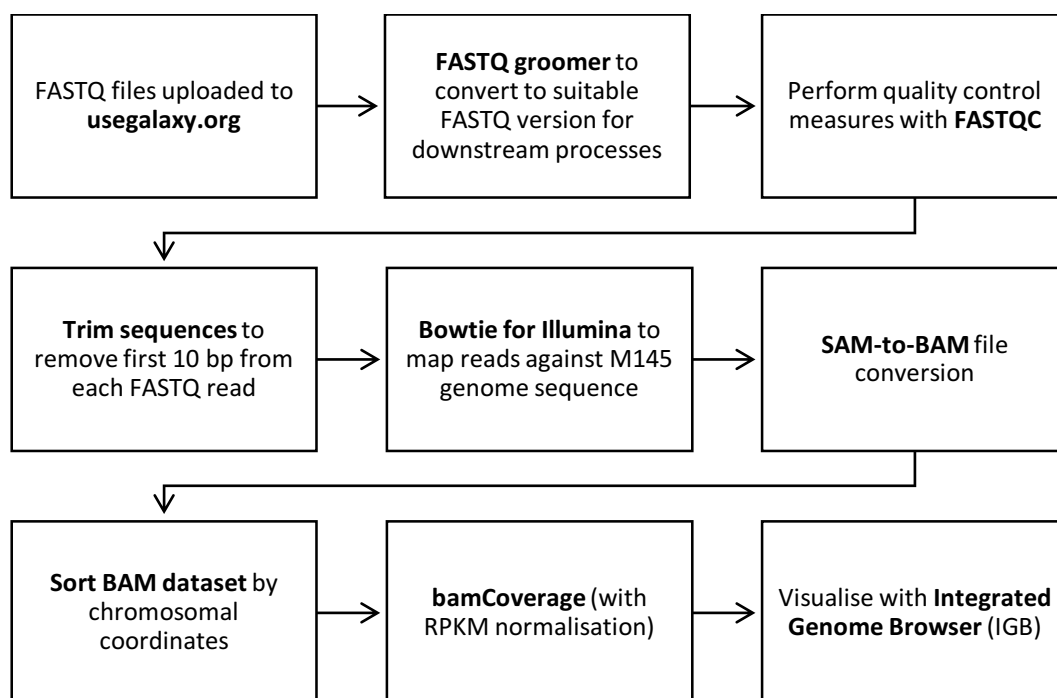 FASTQ files uploaded to
usegalaxy.org
FASTQ groomer to
convert to suitable
FASTQ version for
downstream processes
Perform quality control
measures with FASTQC
Trim sequences to
remove first 10 bp from
each FASTQ read
Bowtie for Illumina to
map reads against M145
genome sequence
SAM-to-BAM file
conversion
Sort BAM dataset by
chromosomal
coordinates
bamCoverage (with
RPKM normalisation)
Visualise with Integrated
Genome Browser (IGB)